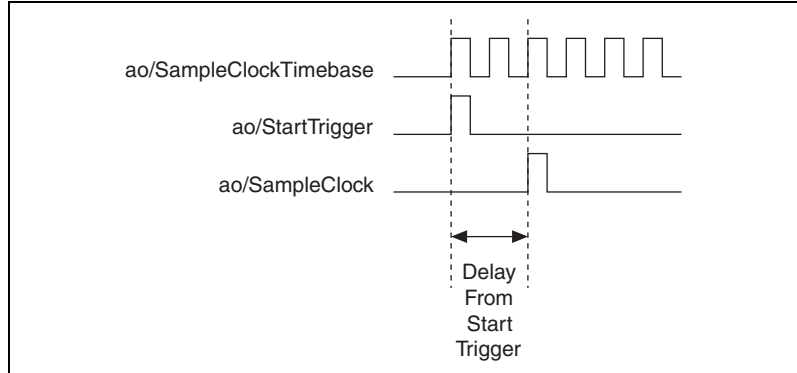 ao/SampleClockTimebase
ao/StartTrigger
ao/SampleClock
Delay
From
Start
Trigger